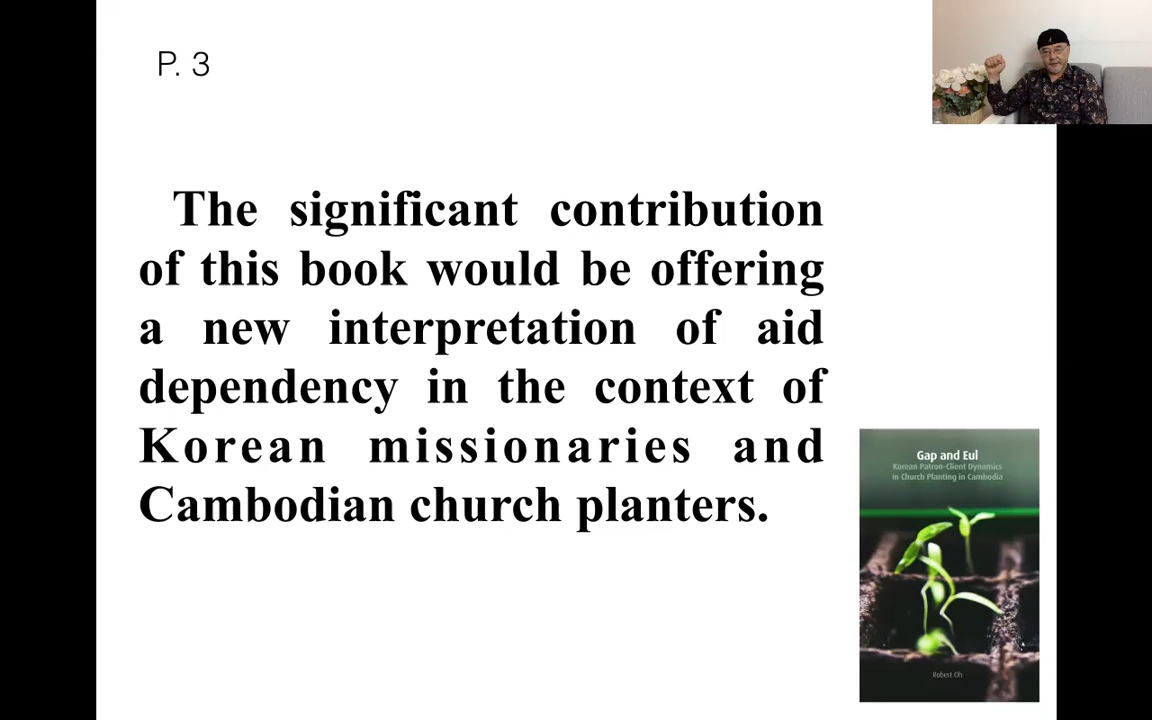 P. 3
The significant contribution
of this book would be offering
a new interpretation of aid
dependency in the context of
Korean missionaries and
Cambodian church planters.
Gap and Eul
Korean Patron-Client Dynamics
in Church Planting in Cambodia
Robert Oh